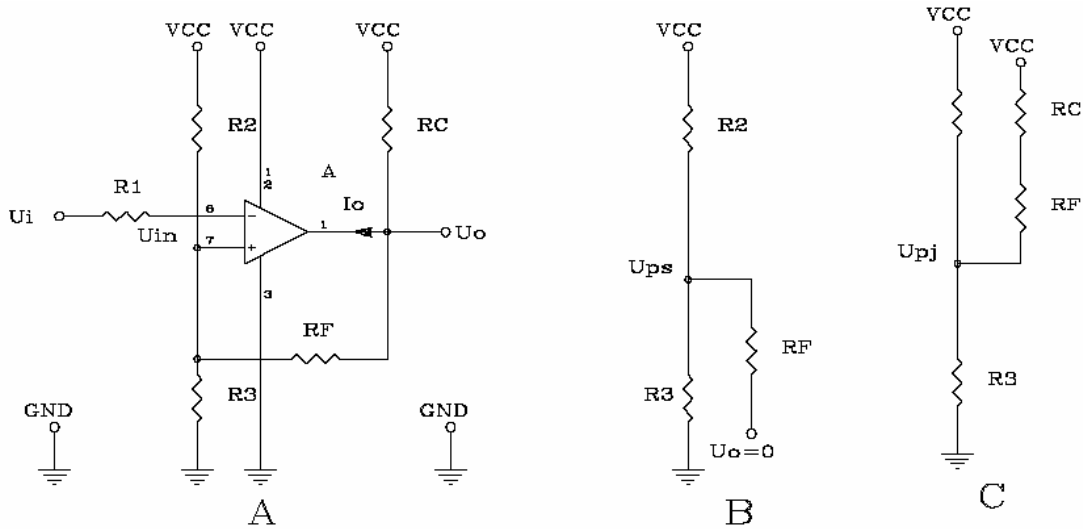 VCC VCC VCC VCC VCC
VCC
R2 RC R2 RC
1
2
A
R1
Io
Ui 6 − 1 Uo RF
Uin 7 +
Ups Upj
3
RF RF
R3 R3 R3
GND GND
Uo=0
A B C